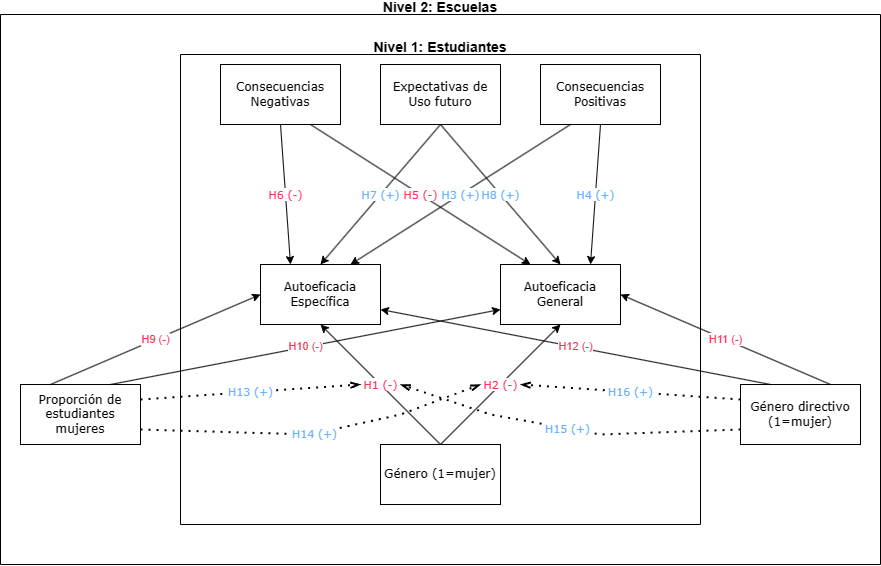 Nivel 2: Escuelas
Nivel 1: Estudiantes
Consecuencias
Negativas
Expectativas de
Uso futuro
Consecuencias
Positivas
H6 (-)
H7 (+)
H5 (-)
H3 (+)
H8 (+)
H4 (+)
Autoeficacia
Específica
Autoeficacia
General
H9 (-)
H10 (-)
H12 (-)
H11 (-)
H13 (+)
H1 (-)
H2 (-)
H16 (+)
Proporción de
estudiantes
mujeres
Género directivo
(1=mujer)
H14 (+)
H15 (+)
Género (1=mujer)